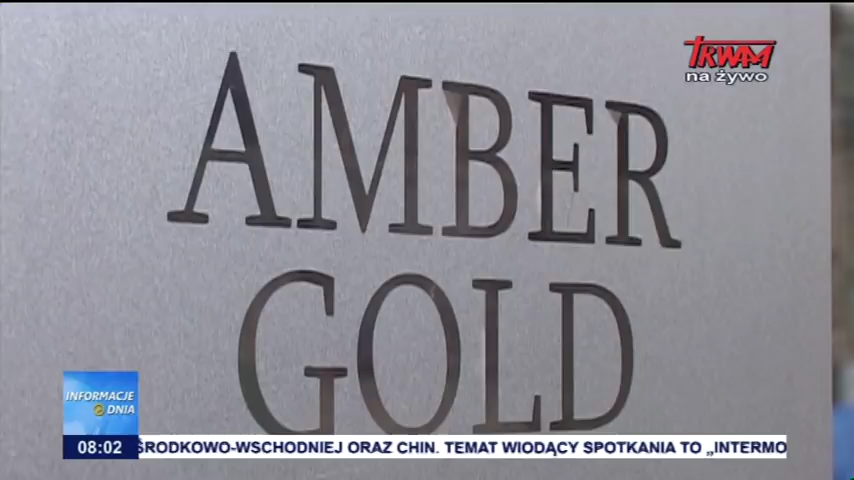 TRWAM
na żywo
AMBER
GOLD
INFORMACJE
DNIA
08:02
ŚRODKOWO-WSCHODNIEJ ORAZ CHIN. TEMAT WIODĄCY SPOTKANIA TO „INTERMO